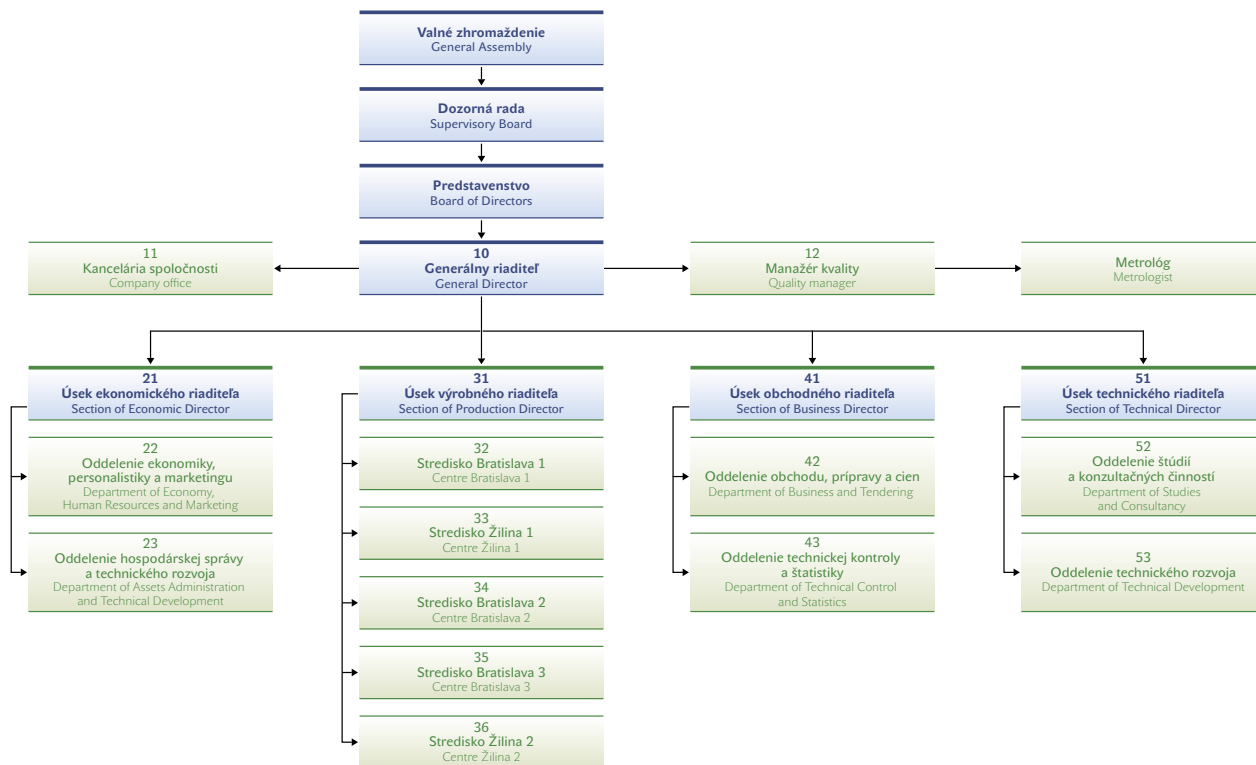 Valné zhromaždenie
General Assembly
Dozorná rada
Supervisory Board
Predstavenstvo
Board of Directors
11
Kancelária spoločnosti
Company office
10
Generálny riaditeľ
General Director
12
Manažér kvality
Quality manager
Metrológ
Metrologist
21
Úsek ekonomického riaditeľa
Section of Economic Director
31
Úsek výrobného riaditeľa
Section of Production Director
41
Úsek obchodného riaditeľa
Section of Business Director
51
Úsek technického riaditeľa
Section of Technical Director
22
Oddelenie ekonomiky,
personalistiky a marketingu
Department of Economy,
Human Resources and Marketing
23
Oddelenie hospodárskej správy
a technického rozvoja
Department of Assets Administration
and Technical Development
32
Stredisko Bratislava 1
Centre Bratislava 1
33
Stredisko Žilina 1
Centre Žilina 1
34
Stredisko Bratislava 2
Centre Bratislava 2
35
Stredisko Bratislava 3
Centre Bratislava 3
36
Stredisko Žilina 2
Centre Žilina 2
42
Oddelenie obchodu, prípravy a cien
Department of Business and Tendering
43
Oddelenie technickej kontroly
a štatistiky
Department of Technical Control
and Statistics
52
Oddelenie štúdií
a konzultačných činností
Department of Studies
and Consultancy
53
Oddelenie technického rozvoja
Department of Technical Development